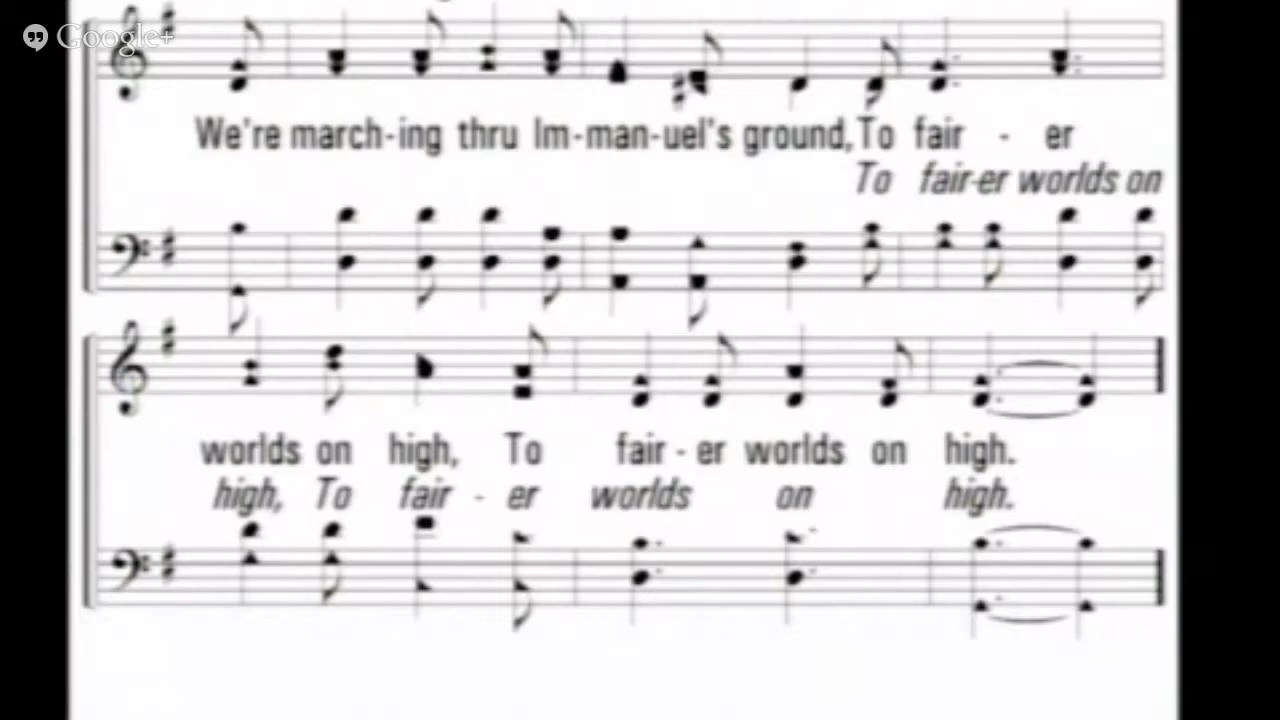 Google+
We're march-ing thru Im-man-uel's ground, To fair - er
To fair-er worlds on
worlds on high, To fair - er worlds on high.
high, To fair - er worlds on high.